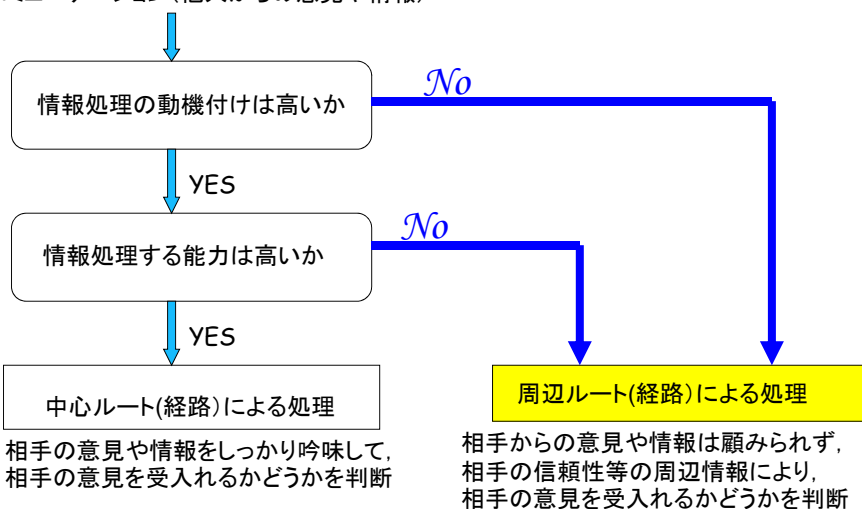 情報処理の動機付けは高いか
No
YES
情報処理する能力は高いか
No
YES
中心ルート(経路)による処理
周辺ルート(経路)による処理
相手の意見や情報をしっかり吟味して,
相手の意見を受入れるかどうかを判断
相手からの意見や情報は顧みられず,
相手の信頼性等の周辺情報により,
相手の意見を受入れるかどうかを判断